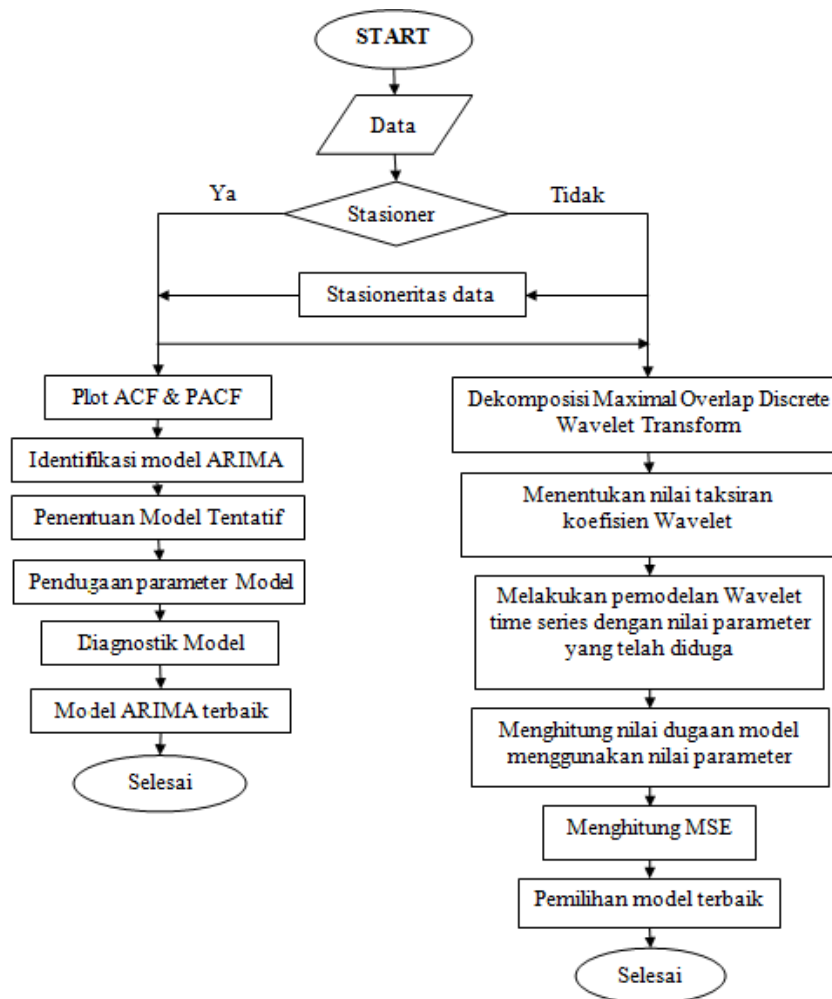 START
Data
Ya
Tidak
Stasioner
Stasioneritas data
Plot ACF & PACF
Identifikasi model ARIMA
Penentuan Model Tentatif
Pendugaan parameter Model
Diagnostik Model
Model ARIMA terbaik
Selesai
Dekomposisi Maximal Overlap Discrete
Wavelet Transform
Menentukan nilai taksiran
koefisien Wavelet
Melakukan pemodelan Wavelet
time series dengan nilai parameter
yang telah diduga
Menghitung nilai dugaan model
menggunakan nilai parameter
Menghitung MSE
Pemilihan model terbaik
Selesai